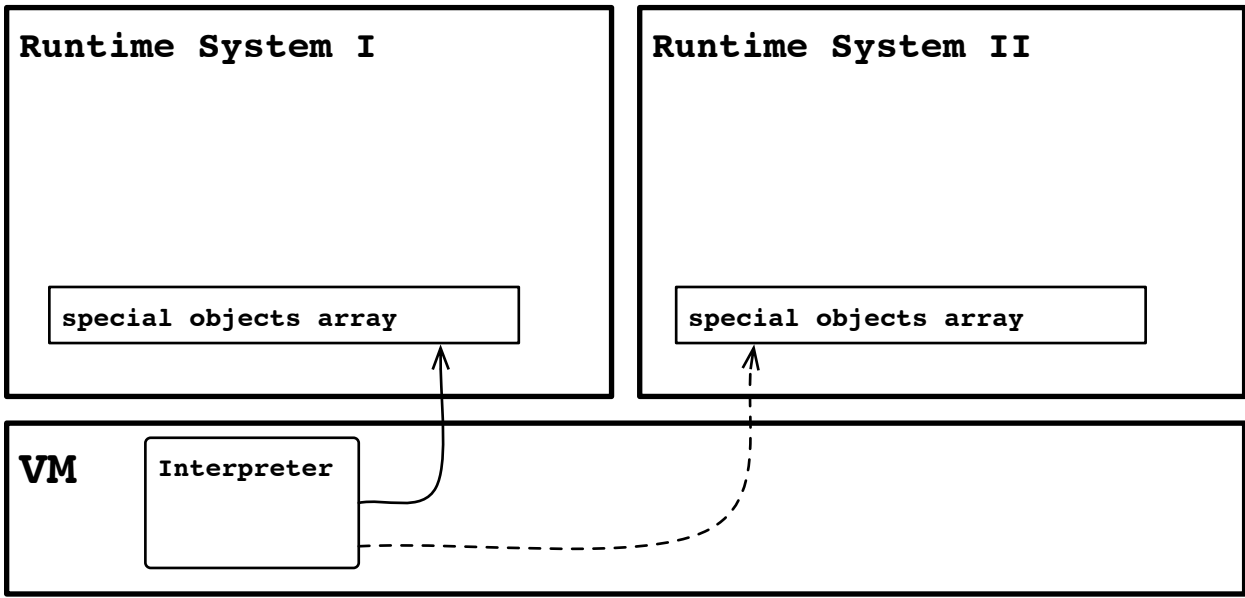 Runtime System I
Runtime System II
special objects array
special objects array
VM
Interpreter